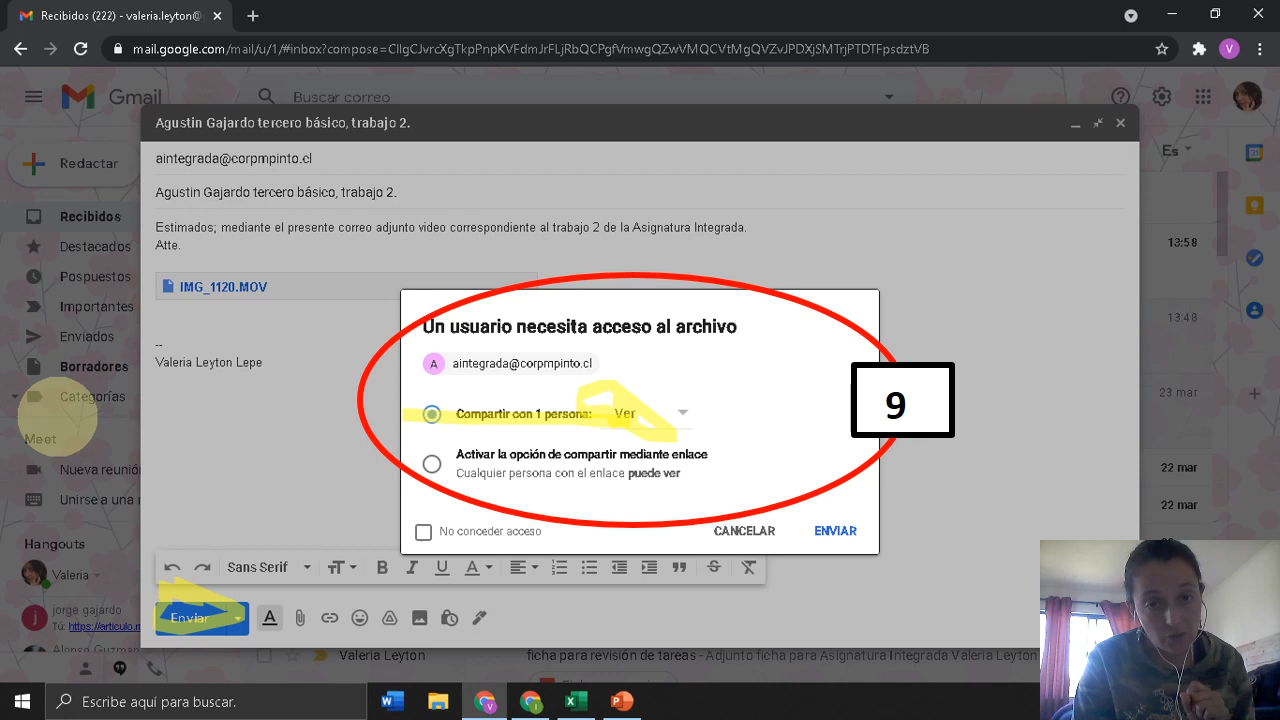 Recibidos (222) - valeria.leyton@
mail.google.com/mail/u/1/#inbox?compose=CllgCJvrcXgTkpPnpKVFdmJrFLjRbQCPgfVmwgQZwVMQCVtMgQVZvJPDXjSMTrjPTDTFpsdztVB
V
Gmail
Buscar correo
Agustin Gajardo tercero básico, trabajo 2.
Redactar
aintegrada@corpmpinto.cl
Es
Agustin Gajardo tercero básico, trabajo 2.
Recibidos
Estimados; mediante el presente correo adjunto video correspondiente al trabajo 2 de la Asignatura Integrada.
Atte.
13:58
Destacados
Pospuestos
IMG_1120.MOV
Importantes
13:48
Enviados
Un usuario necesita acceso al archivo
--
Valeria Leyton Lepe
A
aintegrada@corpmpinto.cl
Borradores
Categorías
23 mar
9
Compartir con 1 persona:
Ver
Meet
Activar la opción de compartir mediante enlace
Cualquier persona con el enlace puede ver
Nueva reunión
22 mar
Unirse a una
22 mar
No conceder acceso
CANCELAR
ENVIAR
Hangouts
Valeria
Sans Serif
jorge gajardo
Tú: https://articulo.m
Enviar
Alonso Guzman
Valeria Leyton
ficha para revisión de tareas - Adjunto ficha para Asignatura Integrada Valeria Leyton
Escribe aquí para buscar.